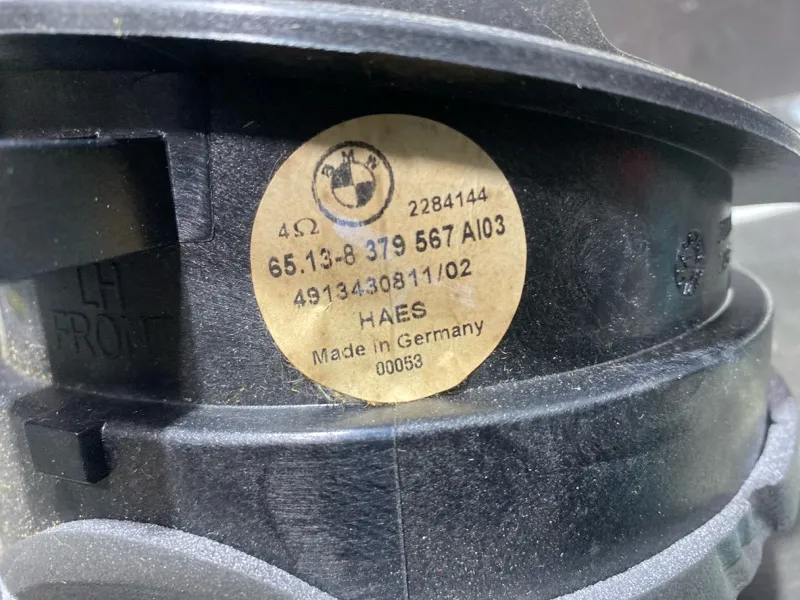 BMW
2284144
4Ω
65.13-8 379 567 AI03
4913430811/02
HAES
Made in Germany
00053
LH
FRONT